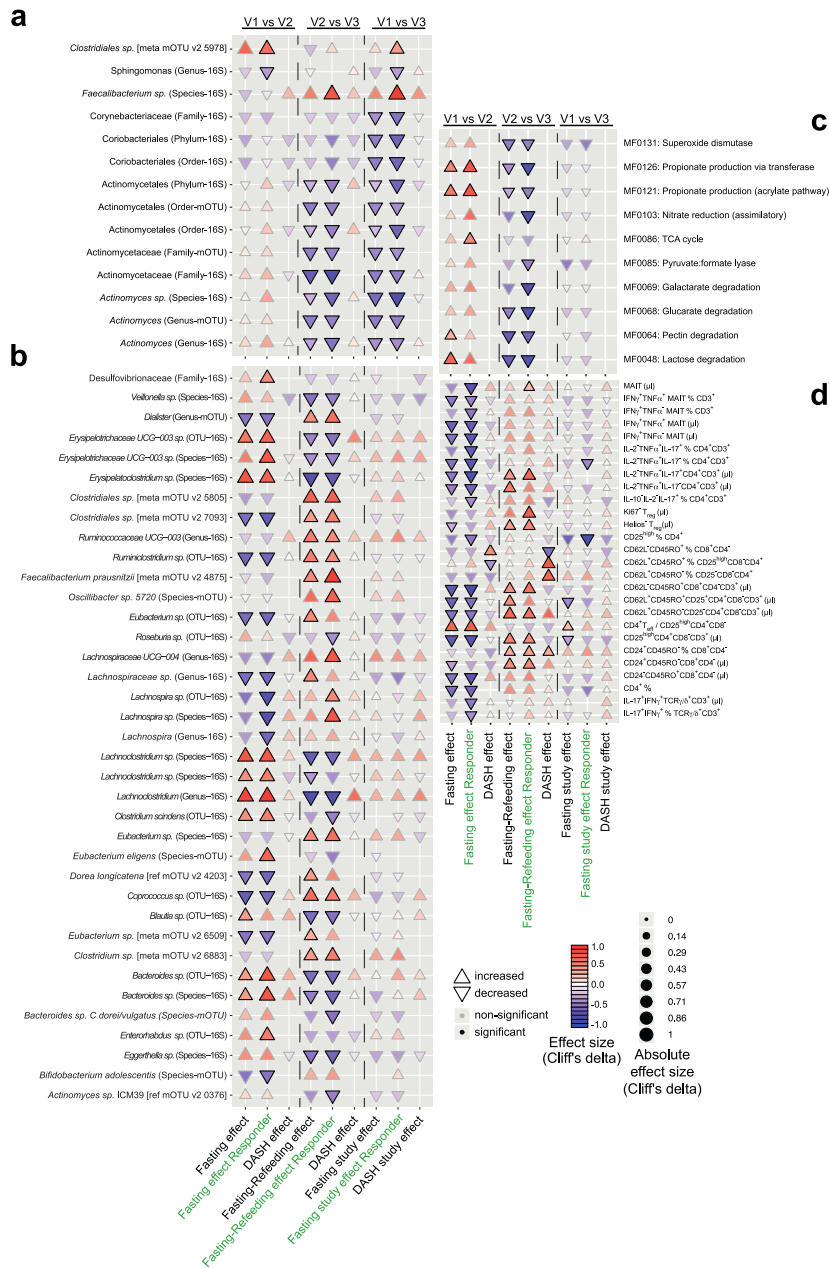 a
V1 vs V2 V2 vs V3 V1 vs V3
Clostridiales sp. [meta mOTU v2 5978]
Sphingomonas (Genus-16S)
Faecalibacterium sp. (Species-16S)
Corynebacteriaceae (Family-16S)
Coriobacteriales (Phylum-16S)
Coriobacteriales (Order-16S)
Actinomycetales (Phylum-16S)
Actinomycetales (Order-mOTU)
Actinomycetales (Order-16S)
Actinomycetaceae (Family-mOTU)
Actinomycetaceae (Family-16S)
Actinomyces sp. (Species-16S)
Actinomyces (Genus-mOTU)
Actinomyces (Genus-16S)
b
Desulfovibrionaceae (Family-16S)
Veillonella sp. (Species-16S)
Dialister (Genus-mOTU)
Erysipelotrichaceae UCG-003 sp. (OTU-16S)
Erysipelotrichaceae UCG-003 sp. (Species-16S)
Erysipelatoclostridium sp. (OTU-16S)
Clostridiales sp. [meta mOTU v2 5805]
Clostridiales sp. [meta mOTU v2 7093]
Ruminococcaceae UCG-003 (Genus-16S)
Ruminiclostridium sp. (OTU-16S)
Faecalibacterium prausnitzii [meta mOTU v2 4875]
Oscillibacter sp. 5720 (Species-mOTU)
Eubacterium sp. (OTU-16S)
Roseburia sp. (OTU-16S)
Lachnospiraceae UCG-004 (Genus-16S)
Lachnospiraceae sp. (Genus-16S)
Lachnospira sp. (OTU-16S)
Lachnospira sp. (Species-16S)
Lachnospira (Genus-16S)
Lachnoclostridium sp. (Species-16S)
Lachnoclostridium sp. (Species-16S)
Lachnoclostridium (Genus-16S)
Clostridium scindens (OTU-16S)
Eubacterium sp. (Species-16S)
Eubacterium eligens (Species-mOTU)
Dorea longicatena [ref mOTU v2 4203]
Coprococcus sp. (OTU-16S)
Blautia sp. (OTU-16S)
Eubacterium sp. [meta mOTU v2 6509]
Clostridium sp. [meta mOTU v2 6883]
Bacteroides sp. (OTU-16S)
Bacteroides sp. (Species-16S)
Bacteroides sp. C dorei/vulgatus (Species-mOTU)
Enterorhabdus sp. (OTU-16S)
Eggerthella sp. (Species-16S)
Bifidobacterium adolescentis (Species-mOTU)
Actinomyces sp. ICM39 [ref mOTU v2 0376]
Fasting effect
Fasting effect Responder
DASH effect
Fasting-Refeeding effect
Fasting-Refeeding effect Responder
DASH effect
Fasting study effect
Fasting study effect Responder
DASH study effect
c
V1 vs V2 V2 vs V3 V1 vs V3
MF0131: Superoxide dismutase
MF0126: Propionate production via transferase
MF0121: Propionate production (acrylate pathway)
MF0103: Nitrate reduction (assimilatory)
MF0086: TCA cycle
MF0085: Pyruvate:formate lyase
MF0069: Galactarate degradation
MF0068: Glucarate degradation
MF0064: Pectin degradation
MF0048: Lactose degradation
d
MAIT (µl)
IFNγ⁺TNFα⁺ MAIT % CD3⁺
IFNγ⁺TNFα⁺ MAIT % CD3⁺
IFNγ⁺TNFα⁺ MAIT (µl)
IFNγ⁺TNFα⁺ MAIT (µl)
IL-2⁺TNFα⁺IL-17⁺ % CD4⁺CD3⁺
IL-2⁺TNFα⁺IL-17⁻% CD4⁺CD3⁺
IL-2⁺TNFα⁺IL-17⁺CD4⁺CD3⁺ (µl)
IL-2⁺TNFα⁺IL-17⁻CD4⁺CD3⁺ (µl)
IL-10⁻IL-2⁻IL-17⁺ % CD4⁺CD3⁺
Ki67⁻Treg (µl)
Helios⁻Treg (µl)
CD25high % CD4⁺
CD62L⁻CD45RO⁺ % CD8⁺CD4⁻
CD62L⁺CD45RO⁺ % CD25highCD8⁻CD4⁺
CD62L⁺CD45RO⁻% CD25⁻CD8⁻CD4⁺
CD62L⁺CD45RO⁺CD8⁺CD4⁻CD3⁺ (µl)
CD62L⁺CD45RO⁺CD25⁺CD4⁺CD8⁻CD3⁺ (µl)
CD62L⁺CD45RO⁻CD25⁻CD4⁺CD8⁻CD3⁺ (µl)
CD4⁺Teff / CD25highCD4⁺CD8⁻
CD25highCD4⁺CD8⁻CD3⁺ (µl)
CD24⁺CD45RO⁻% CD8⁺CD4⁻
CD24⁺CD45RO⁻CD8⁺CD4⁻ (µl)
CD24⁻CD45RO⁺CD8⁺CD4⁻ (µl)
CD4⁺ %
IL-17⁺IFNγ⁺TCRγ/δ⁺CD3⁺ (µl)
IL-17⁺IFNγ⁺ % TCRγ/δ⁺CD3⁺
Fasting effect
Fasting effect Responder
DASH effect
Fasting-Refeeding effect
Fasting-Refeeding effect Responder
DASH effect
Fasting study effect
Fasting study effect Responder
DASH study effect
increased
decreased
non-significant
significant
1.0
0.5
0.0
-0.5
-1.0
Effect size
(Cliff's delta)
0
0,14
0,29
0,43
0,57
0,71
0,86
1
Absolute
effect size
(Cliff's delta)